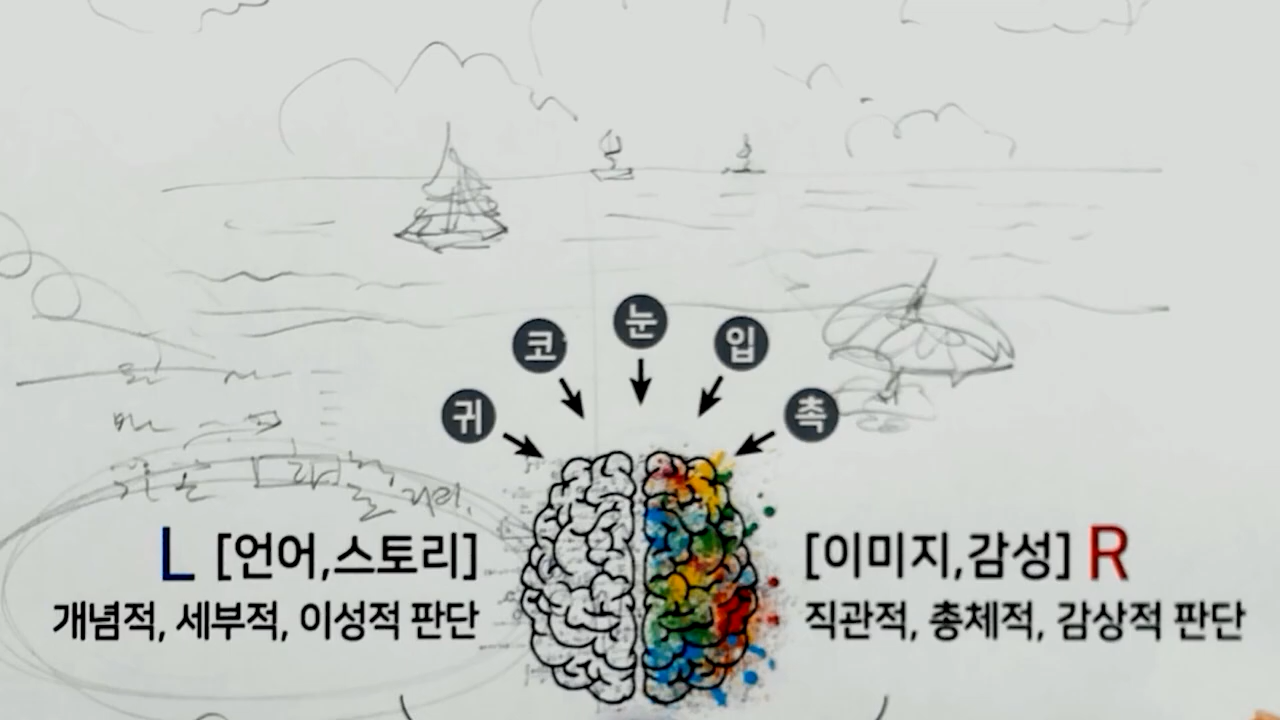 눈
코 입
귀 촉
L [언어,스토리] [이미지,감성] R
개념적, 세부적, 이성적 판단 직관적, 총체적, 감상적 판단